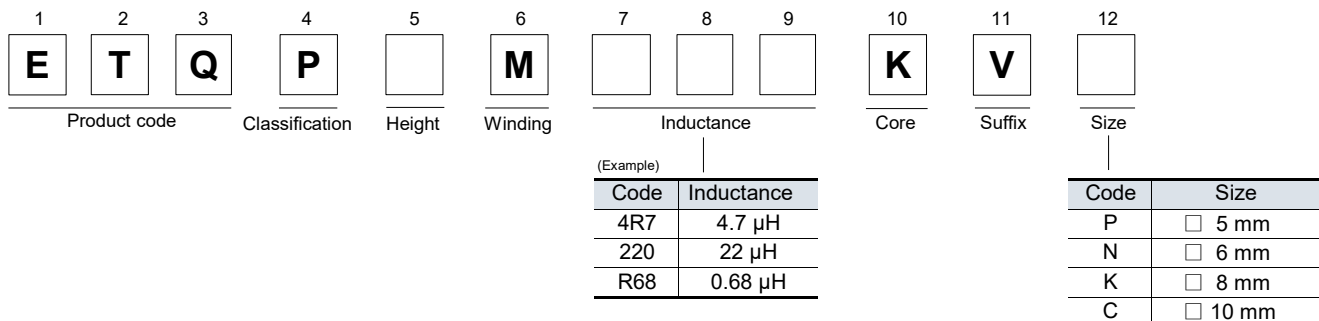 1 2 3 4 5 6 7 8 9 10 11 12
E T Q P M K V
Product code Classification Height Winding Inductance Core Suffix Size
(Example)
Code Inductance
4R7 4.7 µH
220 22 µH
R68 0.68 µH
Code Size
P □ 5 mm
N □ 6 mm
K □ 8 mm
C □ 10 mm